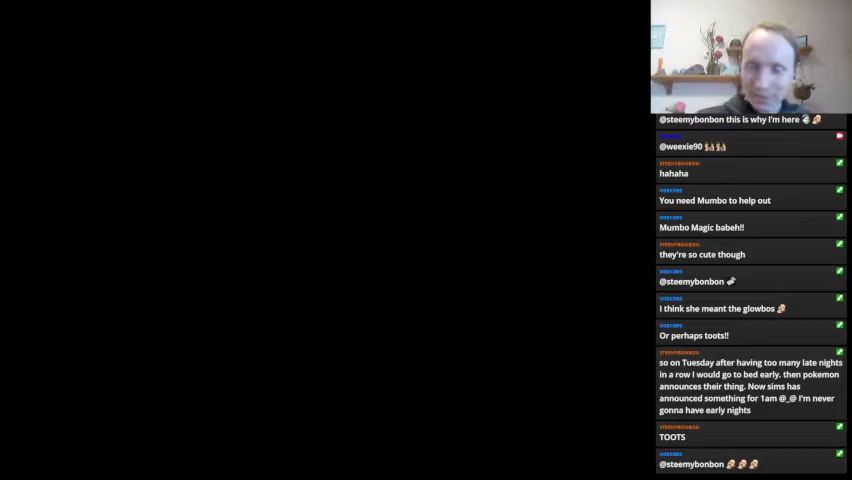 @steemybonbon this is why I'm here
@weexie90
STEEMYBONBON
hahaha
WEEXIE90
You need Mumbo to help out
WEEXIE90
Mumbo Magic babeh!!
STEEMYBONBON
they're so cute though
WEEXIE90
@steemybonbon
WEEXIE90
I think she meant the glowbos
WEEXIE90
Or perhaps toots!!
STEEMYBONBON
so on Tuesday after having too many late nights
in a row I would go to bed early. then pokemon
announces their thing. Now sims has
announced something for 1am @_@ I'm never
gonna have early nights
STEEMYBONBON
TOOTS
WEEXIE90
@steemybonbon